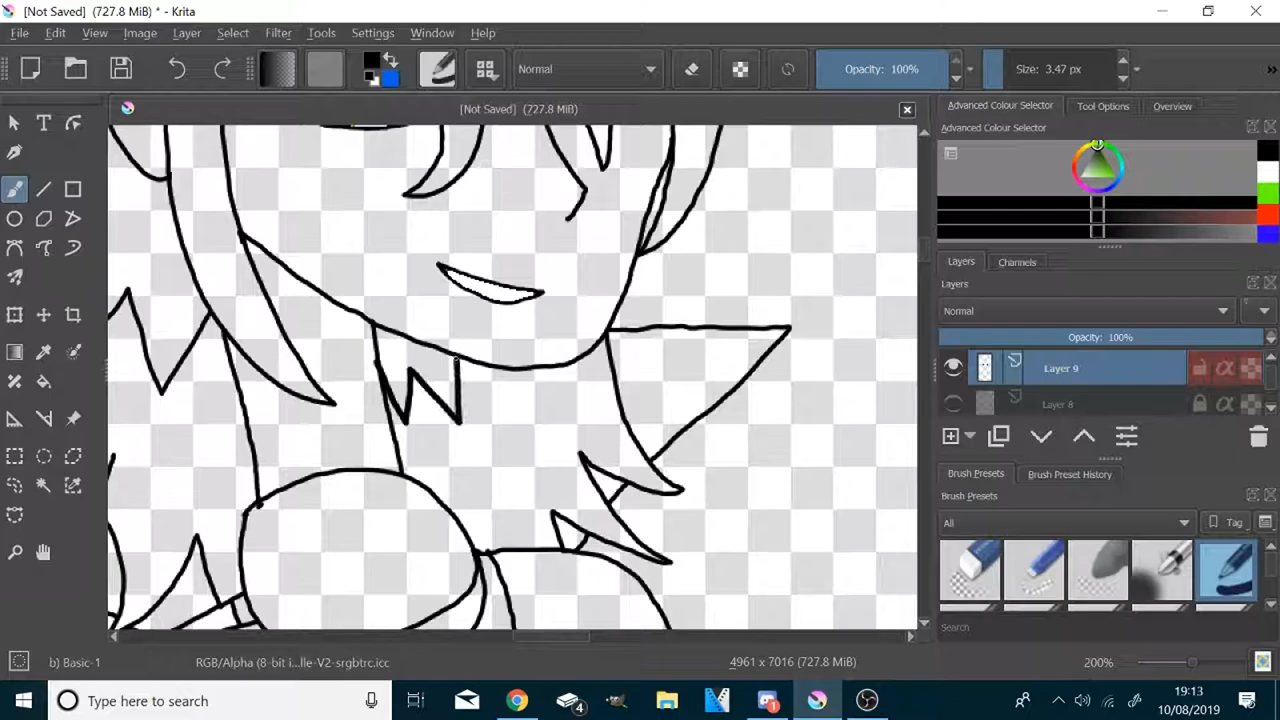 [Not Saved] (727.8 MiB) * - Krita
File Edit View Image Layer Select Filter Tools Settings Window Help
Normal Opacity: 100% Size: 3.47 px
[Not Saved] (727.8 MiB)
Advanced Colour Selector Tool Options Overview
Advanced Colour Selector
Layers Channels
Layers
Normal
Opacity: 100%
Layer 9
Layer 8
Brush Presets Brush Preset History
Brush Presets
All Tag
Search
b) Basic-1 RGB/Alpha (8-bit i...lle-V2-srgbtrc.icc 4961 x 7016 (727.8 MiB) 200%
Type here to search 4 1 19:13
10/08/2019